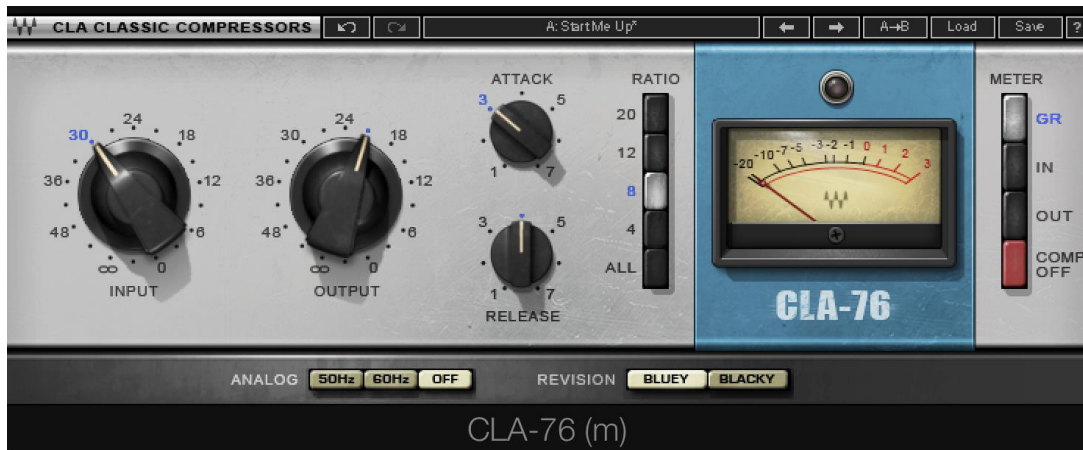 CLA CLASSIC COMPRESSORS A: StartMe Up* A→B Load Save ?
ATTACK RATIO METER
3 5
1 7
24
30 18
36 12
48 6
∞ 0
INPUT
24
30 18
36 12
48 6
∞ 0
OUTPUT
3 5
1 7
RELEASE
20
12
8
4
ALL
-20 -10 -7 -5 -3 -2 -1 0 1 2 3
CLA-76
GR
IN
OUT
COMP
OFF
ANALOG 50Hz 60Hz OFF REVISION BLUEY BLACKY
CLA-76 (m)